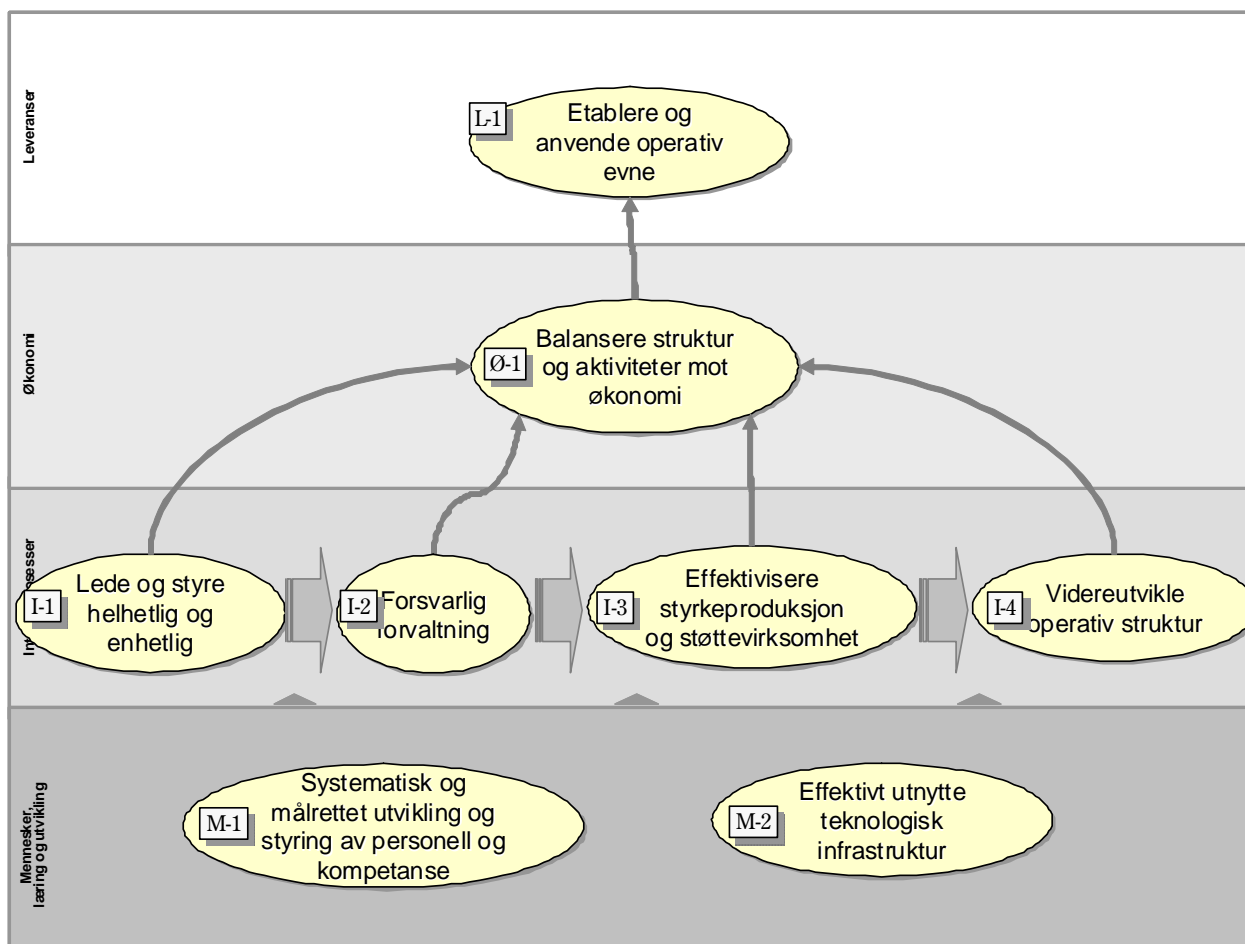 Leveranser
L-1
Etablere og
anvende operativ
evne
Økonomi
Ø-1
Balansere struktur
og aktiviteter mot
økonomi
I-1
Lede og styre
helhetlig og
enhetlig
I-2
Forsvarlig
forvaltning
I-3
Effektivisere
styrkeproduksjon
og støttevirksomhet
I-4
Videreutvikle
operativ struktur
Mennesker,
læring og utvikling
M-1
Systematisk og
målrettet utvikling og
styring av personell og
kompetanse
M-2
Effektivt utnytte
teknologisk
infrastruktur